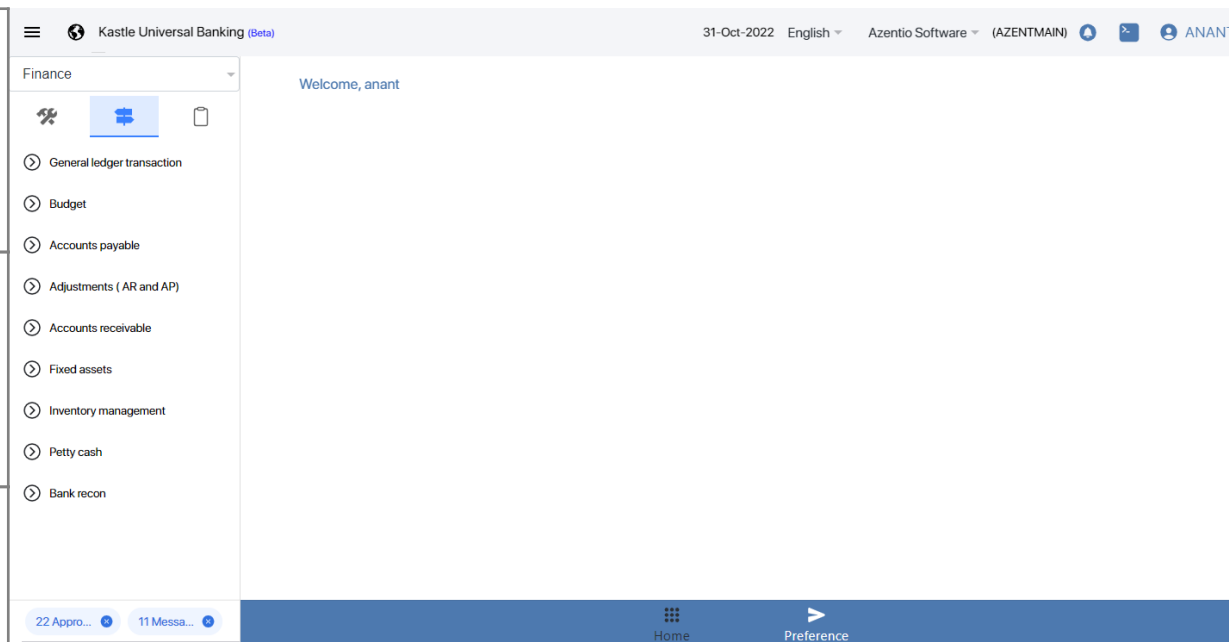 Kastle Universal Banking (Beta)
31-Oct-2022 English Azentio Software (AZENTMAIN) ANANT
Finance
Welcome, anant
General ledger transaction
Budget
Accounts payable
Adjustments ( AR and AP)
Accounts receivable
Fixed assets
Inventory management
Petty cash
Bank recon
22 Appro... 11 Messa...
Home Preference